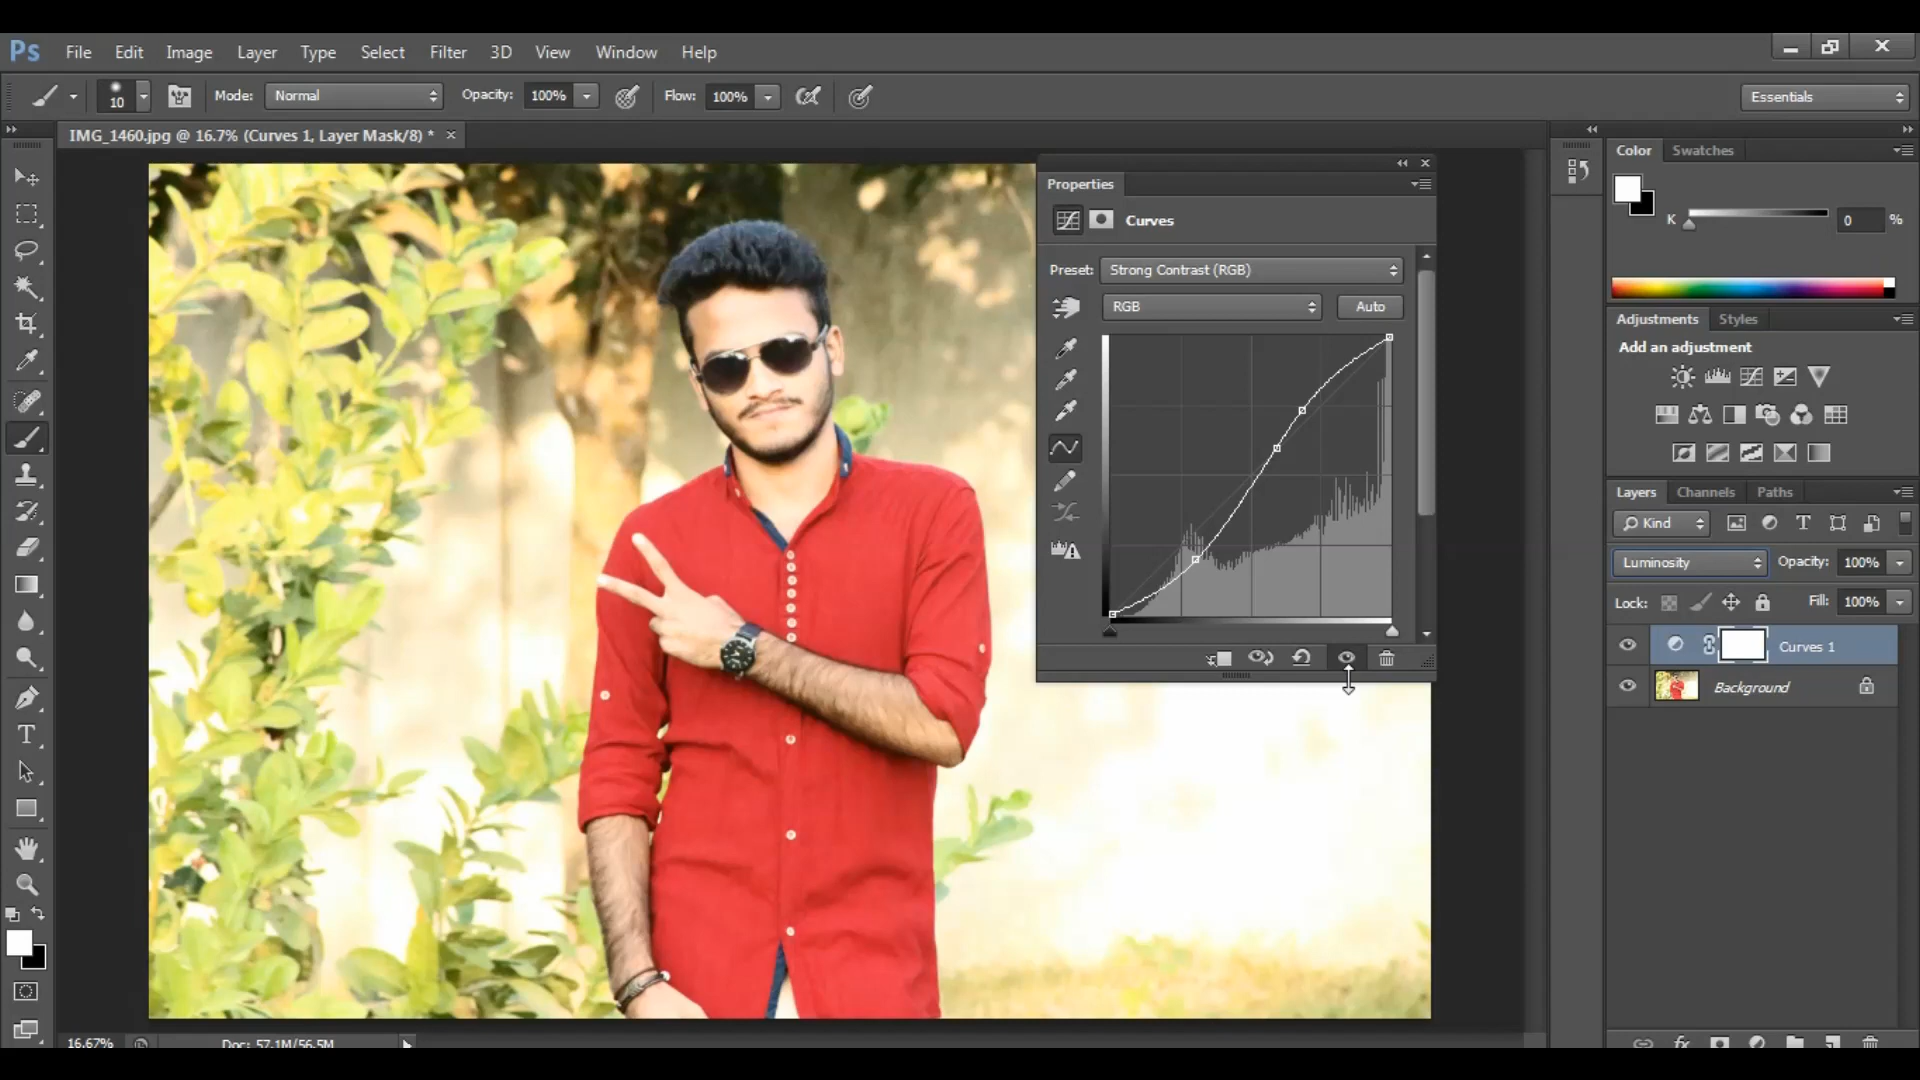 Ps File Edit Image Layer Type Select Filter 3D View Window Help
10 Mode: Normal Opacity: 100% Flow: 100% Essentials
IMG_1460.jpg @ 16.7% (Curves 1, Layer Mask/8) *
Color Swatches
K 0 %
Properties
Curves
Preset: Strong Contrast (RGB)
RGB Auto
Adjustments Styles
Add an adjustment
Layers Channels Paths
Kind
Luminosity Opacity: 100%
Lock: Fill: 100%
Curves 1
Background
16.67% Doc: 57.1M/56.5M